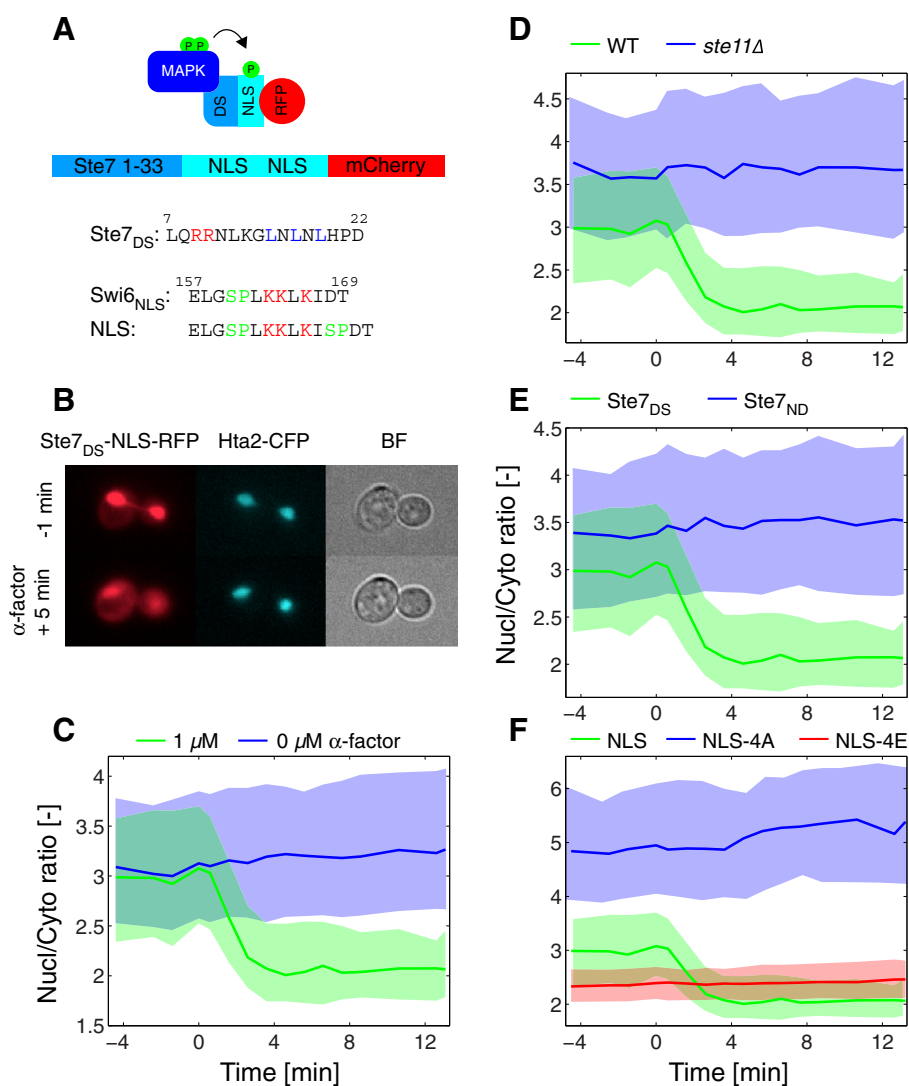 A
P P
P
MAPK
DS
NLS
RFP
Ste7 1-33 NLS NLS mCherry
7 22
Ste7DS: LQRRNLKGLNLNLHPD
157 169
Swi6NLS: ELGSPLKKLKIDT
NLS: ELGSPLKKLKISPDT
B
Ste7DS-NLS-RFP Hta2-CFP BF
-1 min
α-factor
+ 5 min
C
1 µM 0 µM α-factor
Nucl/Cyto ratio [-]
4
3.5
3
2.5
2
1.5
−4 0 4 8 12
Time [min]
D
WT ste11Δ
4.5
4
3.5
3
2.5
2
−4 0 4 8 12
E
Ste7DS Ste7ND
Nucl/Cyto ratio [-]
4.5
4
3.5
3
2.5
2
−4 0 4 8 12
F
NLS NLS-4A NLS-4E
6
5
4
3
2
−4 0 4 8 12
Time [min]